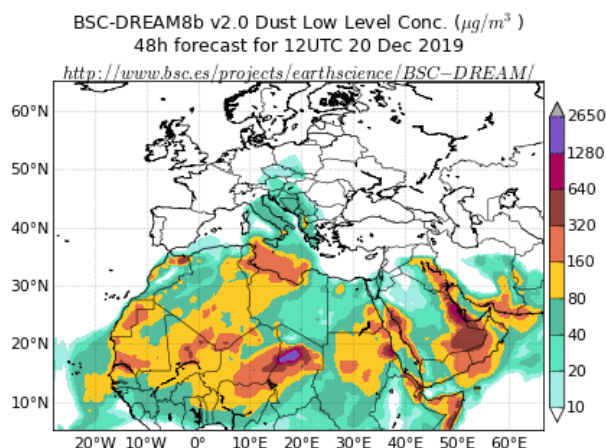 BSC-DREAM8b v2.0 Dust Low Level Conc. (μg/m³ )
48h forecast for 12UTC 20 Dec 2019
http://www.bsc.es/projects/earthscience/BSC−DREAM/
60°N
50°N
40°N
30°N
20°N
10°N
20°W 10°W 0° 10°E 20°E 30°E 40°E 50°E 60°E
2650
1280
640
320
160
80
40
20
10